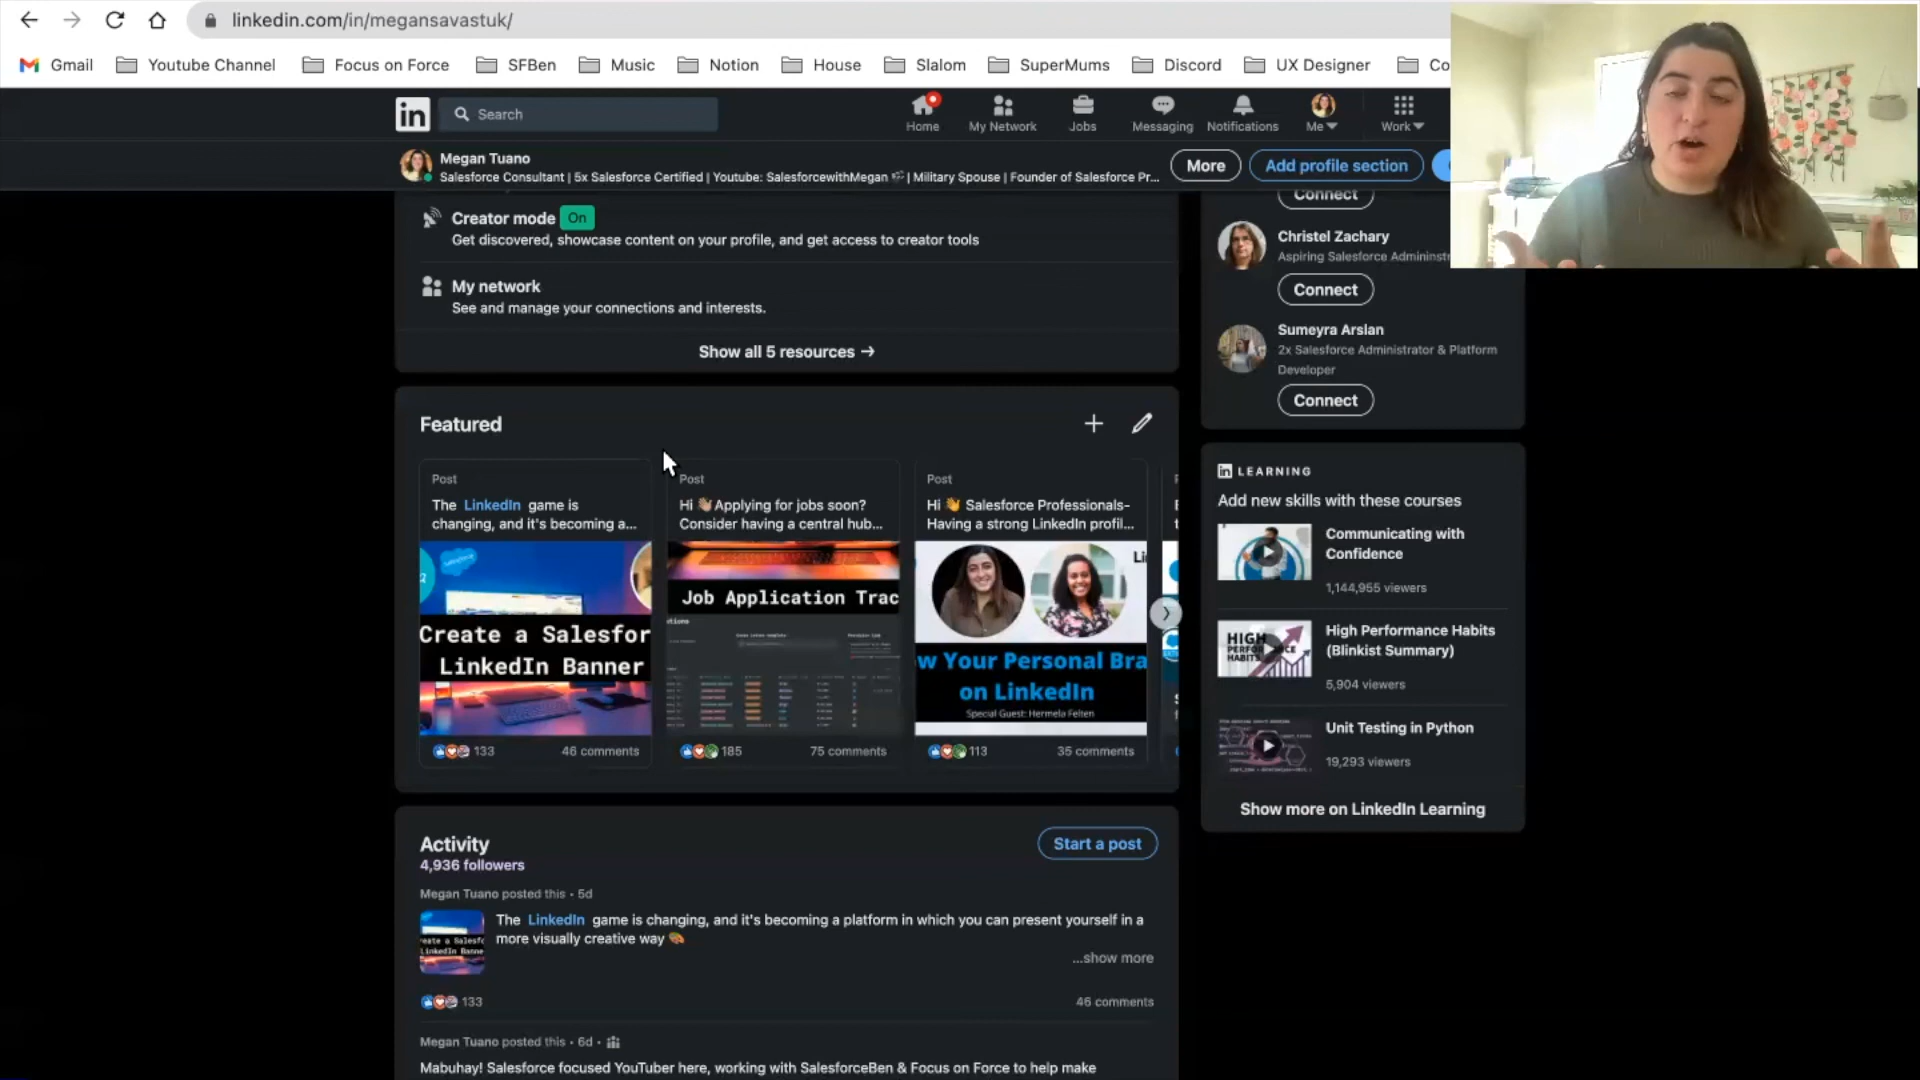 linkedin.com/in/megansavastuk/
Gmail Youtube Channel Focus on Force SFBen Music Notion House Slalom SuperMums Discord UX Designer Co
in Search Home My Network Jobs Messaging Notifications Me Work
Megan Tuano
Salesforce Consultant | 5x Salesforce Certified | Youtube: SalesforcewithMegan | Military Spouse | Founder of Salesforce Pr...
More Add profile section
Creator mode On
Get discovered, showcase content on your profile, and get access to creator tools
My network
See and manage your connections and interests.
Show all 5 resources →
Featured
Post
The LinkedIn game is
changing, and it's becoming a...
Create a Salesfor
LinkedIn Banner
133 46 comments
Post
Hi 👋 Applying for jobs soon?
Consider having a central hub...
Job Application Trac
185 75 comments
Post
Hi 👋 Salesforce Professionals-
Having a strong LinkedIn profil...
w Your Personal Bra
on LinkedIn
Special Guest: Hermela Felten
113 35 comments
Activity
4,936 followers
Start a post
Megan Tuano posted this • 5d
The LinkedIn game is changing, and it's becoming a platform in which you can present yourself in a
more visually creative way 🎨
...show more
133 46 comments
Megan Tuano posted this • 6d •
Mabuhay! Salesforce focused YouTuber here, working with SalesforceBen & Focus on Force to help make
Connect
Christel Zachary
Aspiring Salesforce Administ
Connect
Sumeyra Arslan
2x Salesforce Administrator & Platform
Developer
Connect
in LEARNING
Add new skills with these courses
Communicating with
Confidence
1,144,955 viewers
High Performance Habits
(Blinkist Summary)
5,904 viewers
Unit Testing in Python
19,293 viewers
Show more on LinkedIn Learning